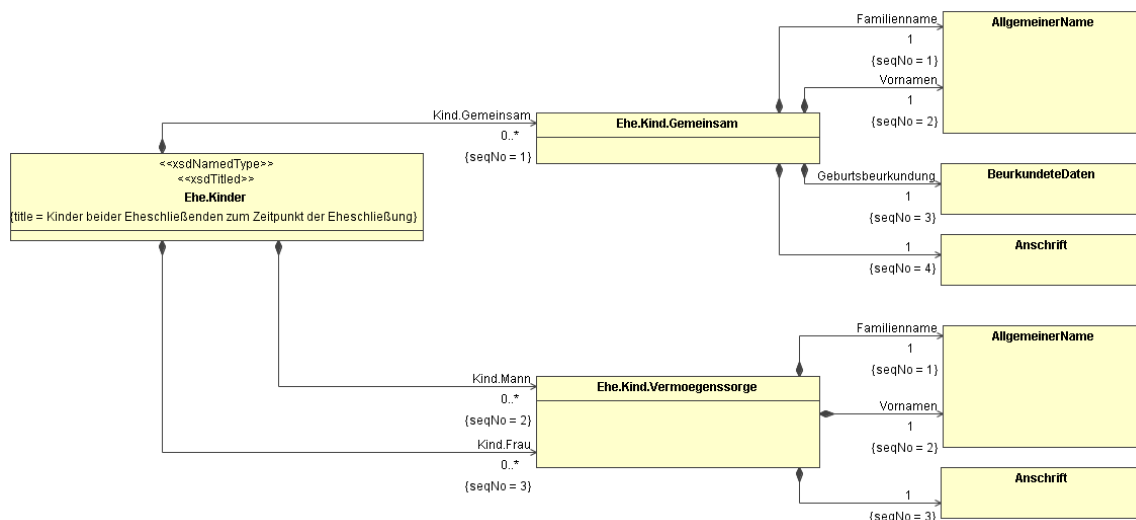 Familienname
AllgemeinerName
1
{seqNo = 1}
Vornamen
1
{seqNo = 2}
Kind.Gemeinsam
0..*
{seqNo = 1}
Ehe.Kind.Gemeinsam
<<xsdNamedType>>
<<xsdTitled>>
Ehe.Kinder
{title = Kinder beider Eheschließenden zum Zeitpunkt der Eheschließung}
Geburtsbeurkundung
1
{seqNo = 3}
BeurkundeteDaten
1
{seqNo = 4}
Anschrift
Familienname
AllgemeinerName
1
{seqNo = 1}
Kind.Mann
0..*
{seqNo = 2}
Ehe.Kind.Vermoegenssorge
Vornamen
1
{seqNo = 2}
Kind.Frau
0..*
{seqNo = 3}
1
{seqNo = 3}
Anschrift